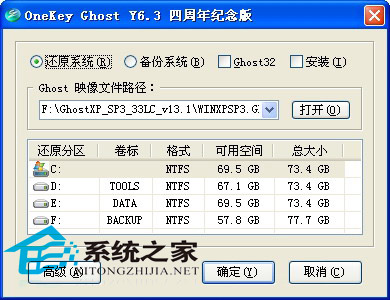 OneKey Ghost Y6.3 四周年纪念版
还原系统(R) 备份系统(B) Ghost32 安装(I)
Ghost 映像文件路径:
F:\GhostXP_SP3_33LC_v13.1\WINXPSP3.G 打开(O)
还原分区 卷标 格式 可用空间 总大小
C: NTFS 69.5 GB 73.4 GB
D: TOOLS NTFS 67.1 GB 73.4 GB
E: DATA NTFS 69.5 GB 73.4 GB
F: BACKUP NTFS 57.8 GB 77.7 GB
系统之家
XITONGZHIJIA.NET
高级(A) 确定(Y) 取消(C)